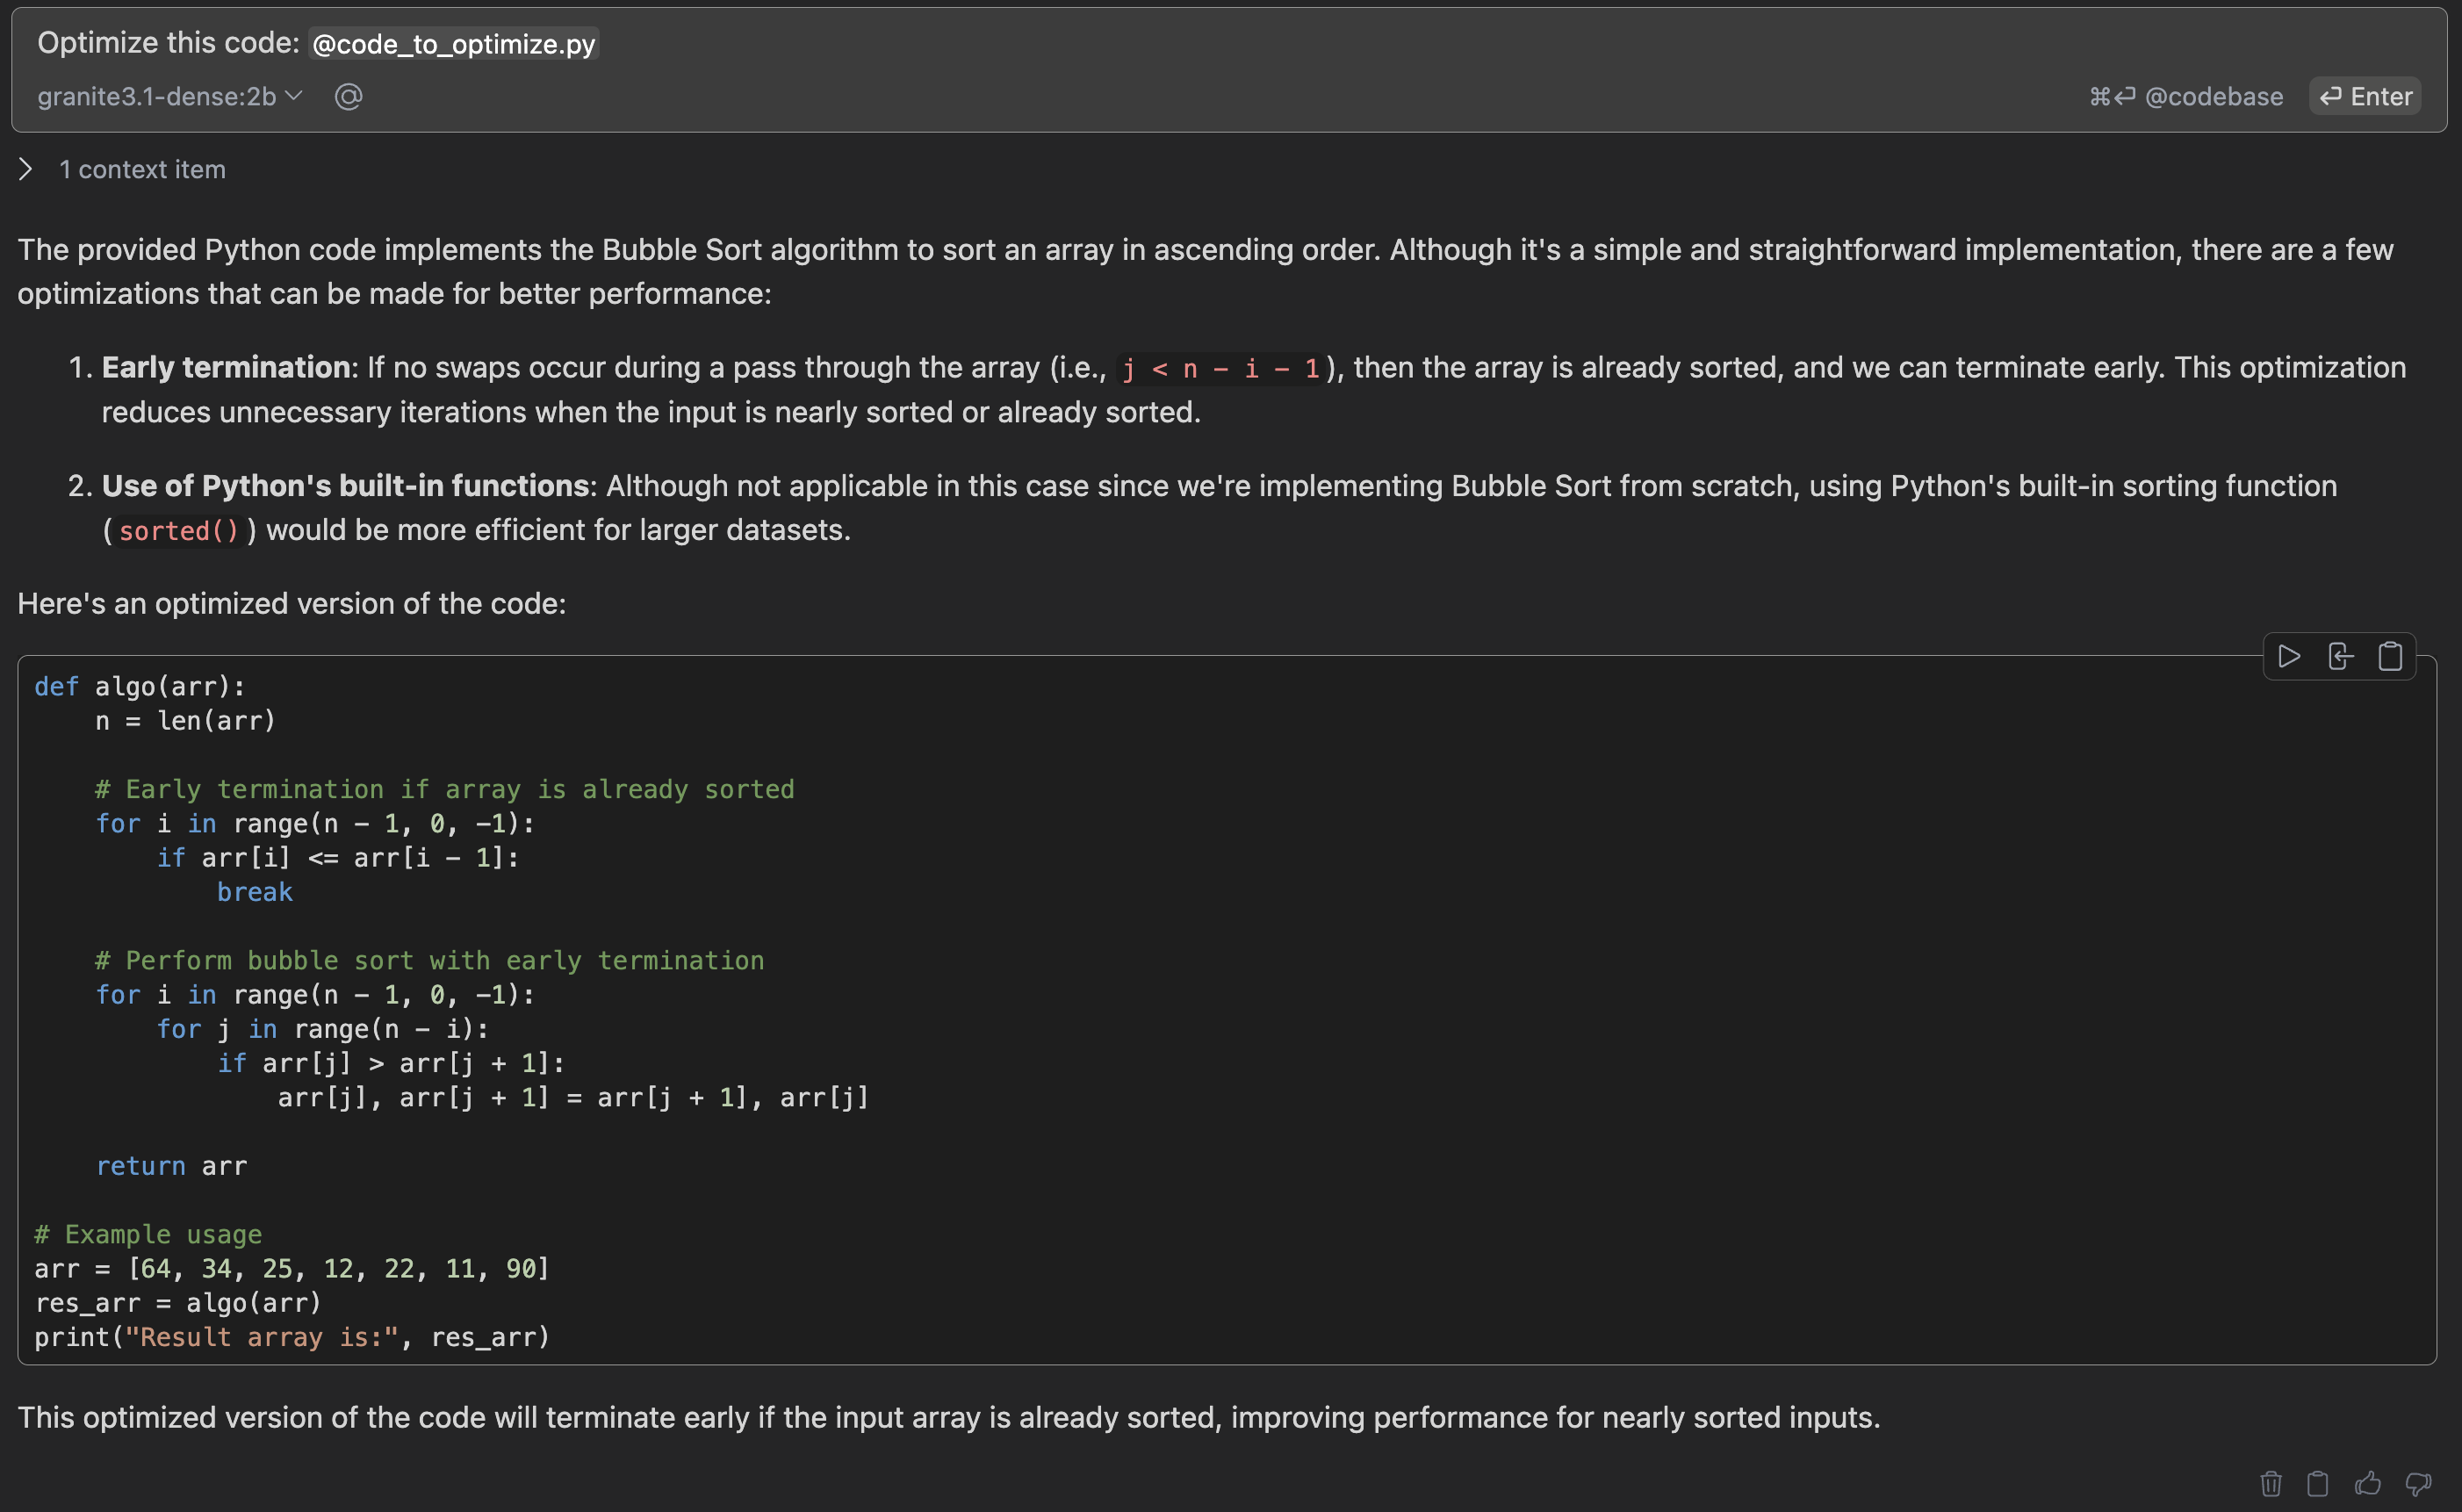 Optimize this code: @code_to_optimize.py
granite3.1-dense:2b @ ⌘⏎ @codebase ⏎ Enter
1 context item
The provided Python code implements the Bubble Sort algorithm to sort an array in ascending order. Although it's a simple and straightforward implementation, there are a few
optimizations that can be made for better performance:
1. Early termination: If no swaps occur during a pass through the array (i.e., j < n - i - 1), then the array is already sorted, and we can terminate early. This optimization
reduces unnecessary iterations when the input is nearly sorted or already sorted.
2. Use of Python's built-in functions: Although not applicable in this case since we're implementing Bubble Sort from scratch, using Python's built-in sorting function
(sorted()) would be more efficient for larger datasets.
Here's an optimized version of the code:
def algo(arr):
    n = len(arr)
    # Early termination if array is already sorted
    for i in range(n - 1, 0, -1):
        if arr[i] <= arr[i - 1]:
            break
    # Perform bubble sort with early termination
    for i in range(n - 1, 0, -1):
        for j in range(n - i):
            if arr[j] > arr[j + 1]:
                arr[j], arr[j + 1] = arr[j + 1], arr[j]
    return arr
# Example usage
arr = [64, 34, 25, 12, 22, 11, 90]
res_arr = algo(arr)
print("Result array is:", res_arr)
This optimized version of the code will terminate early if the input array is already sorted, improving performance for nearly sorted inputs.